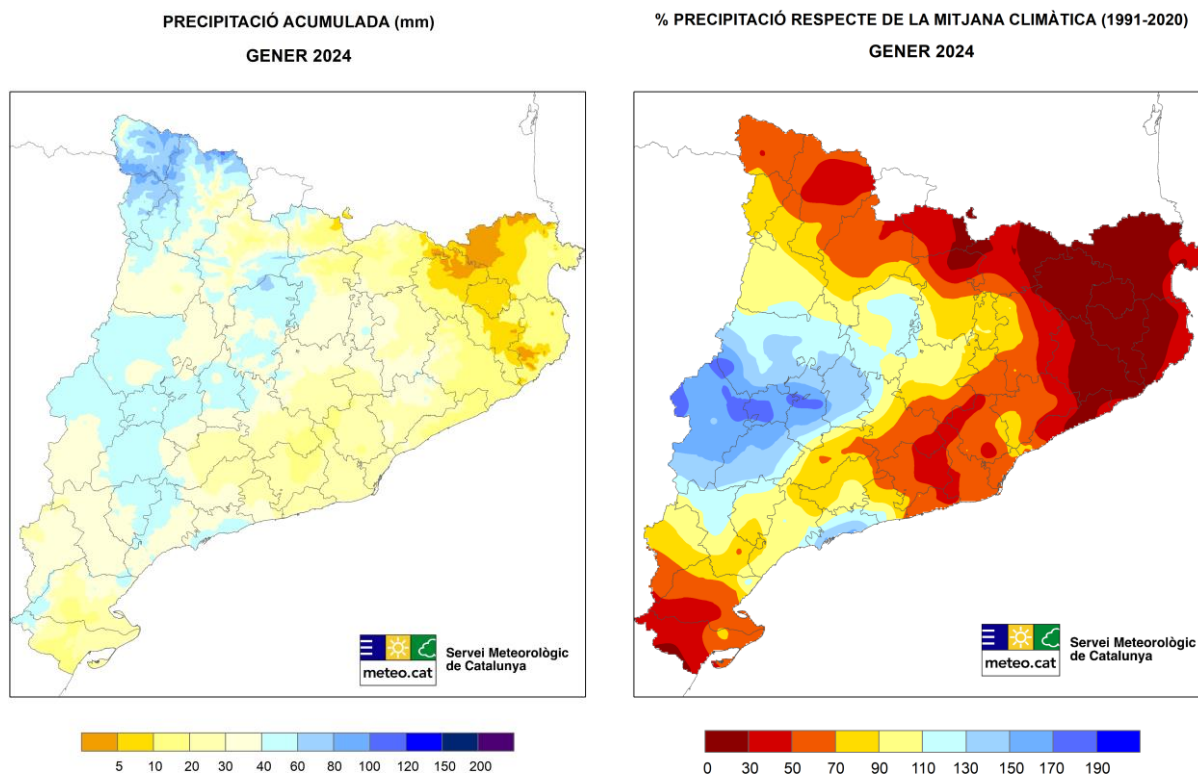 PRECIPITACIÓ ACUMULADA (mm)
GENER 2024
meteo.cat
Servei Meteorològic
de Catalunya
5 10 20 30 40 60 80 100 120 150 200
% PRECIPITACIÓ RESPECTE DE LA MITJANA CLIMÀTICA (1991-2020)
GENER 2024
meteo.cat
Servei Meteorològic
de Catalunya
0 30 50 70 90 110 130 150 170 190